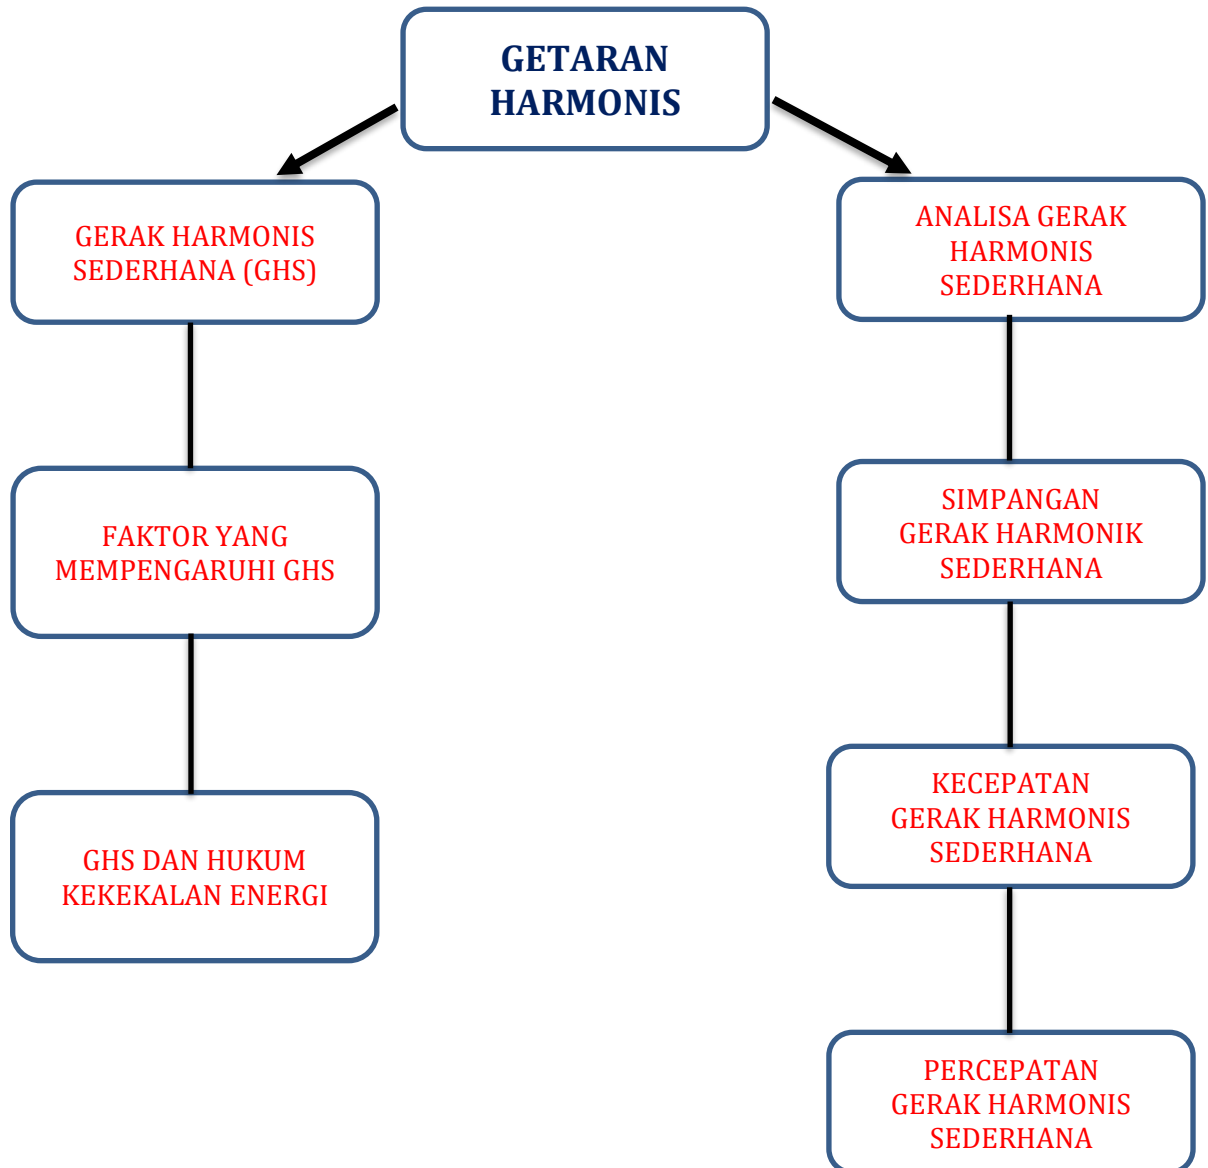 GETARAN
HARMONIS
GERAK HARMONIS
SEDERHANA (GHS)
FAKTOR YANG
MEMPENGARUHI GHS
GHS DAN HUKUM
KEKEKALAN ENERGI
ANALISA GERAK
HARMONIS
SEDERHANA
SIMPANGAN
GERAK HARMONIK
SEDERHANA
KECEPATAN
GERAK HARMONIS
SEDERHANA
PERCEPATAN
GERAK HARMONIS
SEDERHANA